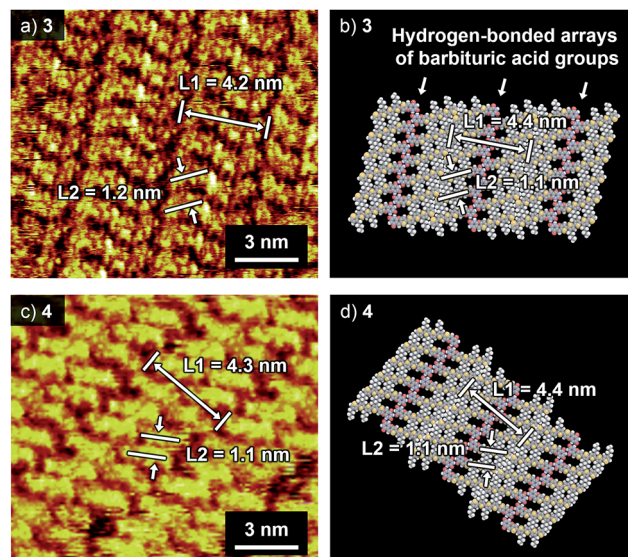 a) 3
L1 = 4.2 nm
L2 = 1.2 nm
3 nm
b) 3
Hydrogen-bonded arrays
of barbituric acid groups
L1 = 4.4 nm
L2 = 1.1 nm
c) 4
L1 = 4.3 nm
L2 = 1.1 nm
3 nm
d) 4
L1 = 4.4 nm
L2 = 1.1 nm